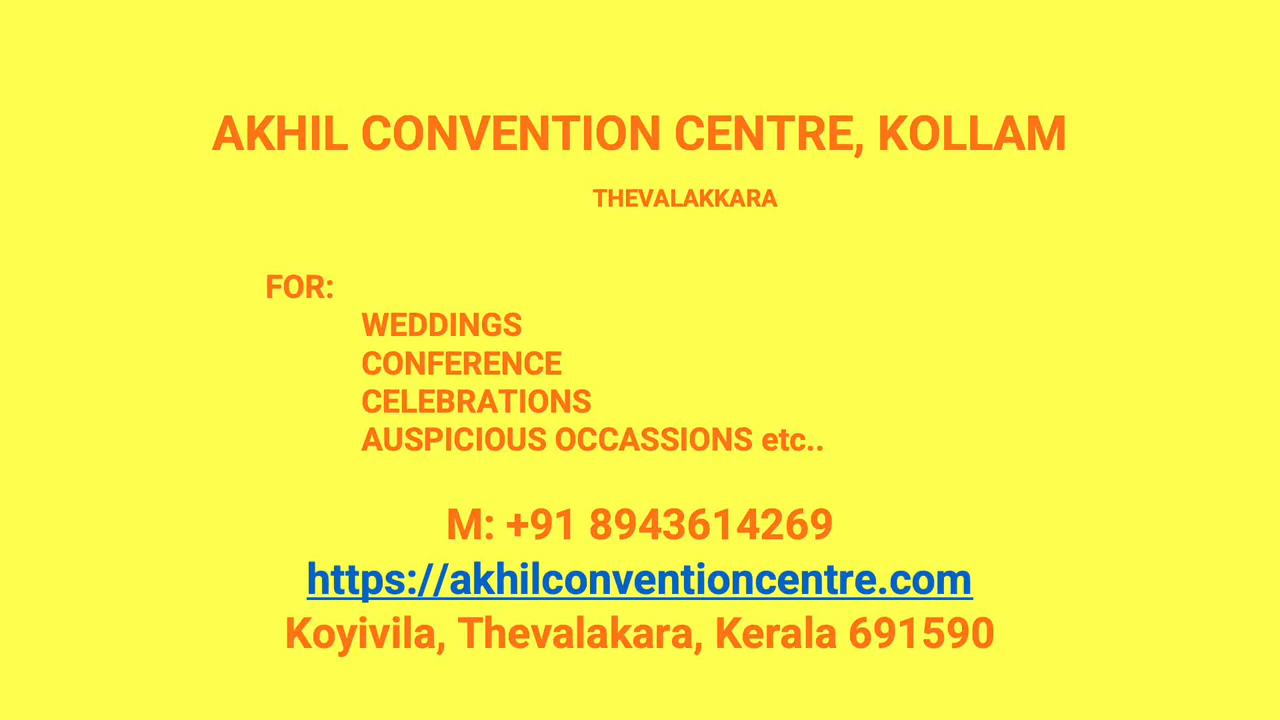 AKHIL CONVENTION CENTRE, KOLLAM
THEVALAKKARA
FOR:
WEDDINGS
CONFERENCE
CELEBRATIONS
AUSPICIOUS OCCASSIONS etc..
M: +91 8943614269
https://akhilconventioncentre.com
Koyivila, Thevalakara, Kerala 691590